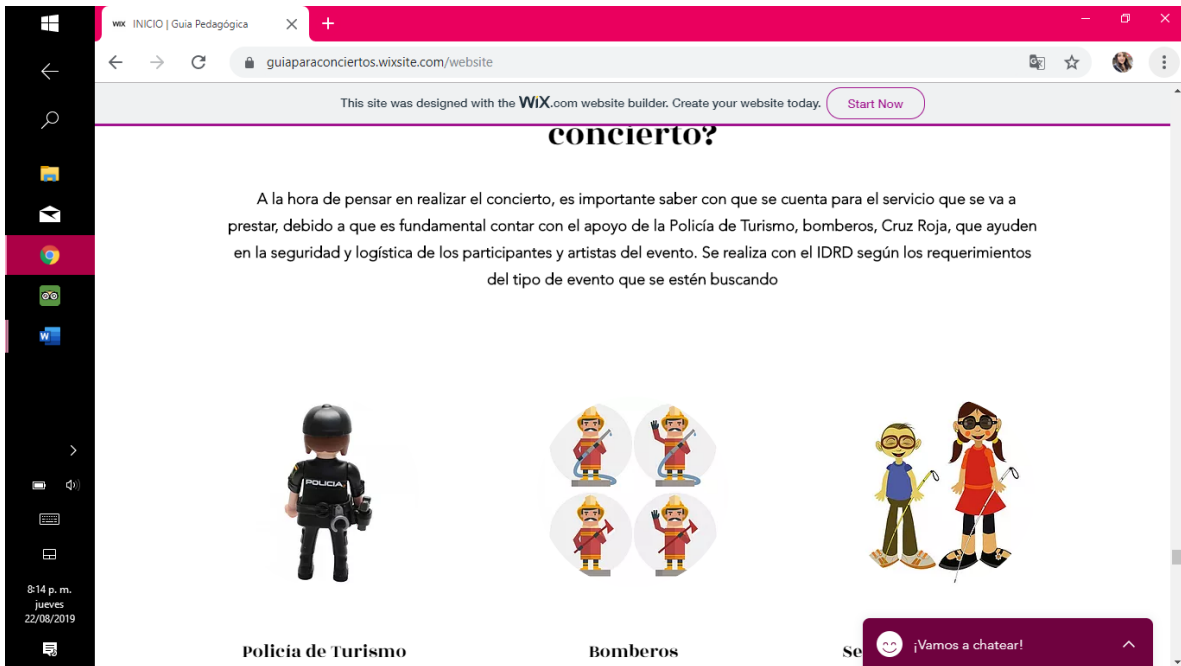 WiX INICIO | Guia Pedagógica
guiaparaconciertos.wixsite.com/website
This site was designed with the WiX.com website builder. Create your website today. Start Now
concierto?
A la hora de pensar en realizar el concierto, es importante saber con que se cuenta para el servicio que se va a
prestar, debido a que es fundamental contar con el apoyo de la Policía de Turismo, bomberos, Cruz Roja, que ayuden
en la seguridad y logística de los participantes y artistas del evento. Se realiza con el IDRD según los requerimientos
del tipo de evento que se estén buscando
POLICIA
Policía de Turismo
Bomberos
Se
¡Vamos a chatear!
8:14 p. m.
jueves
22/08/2019